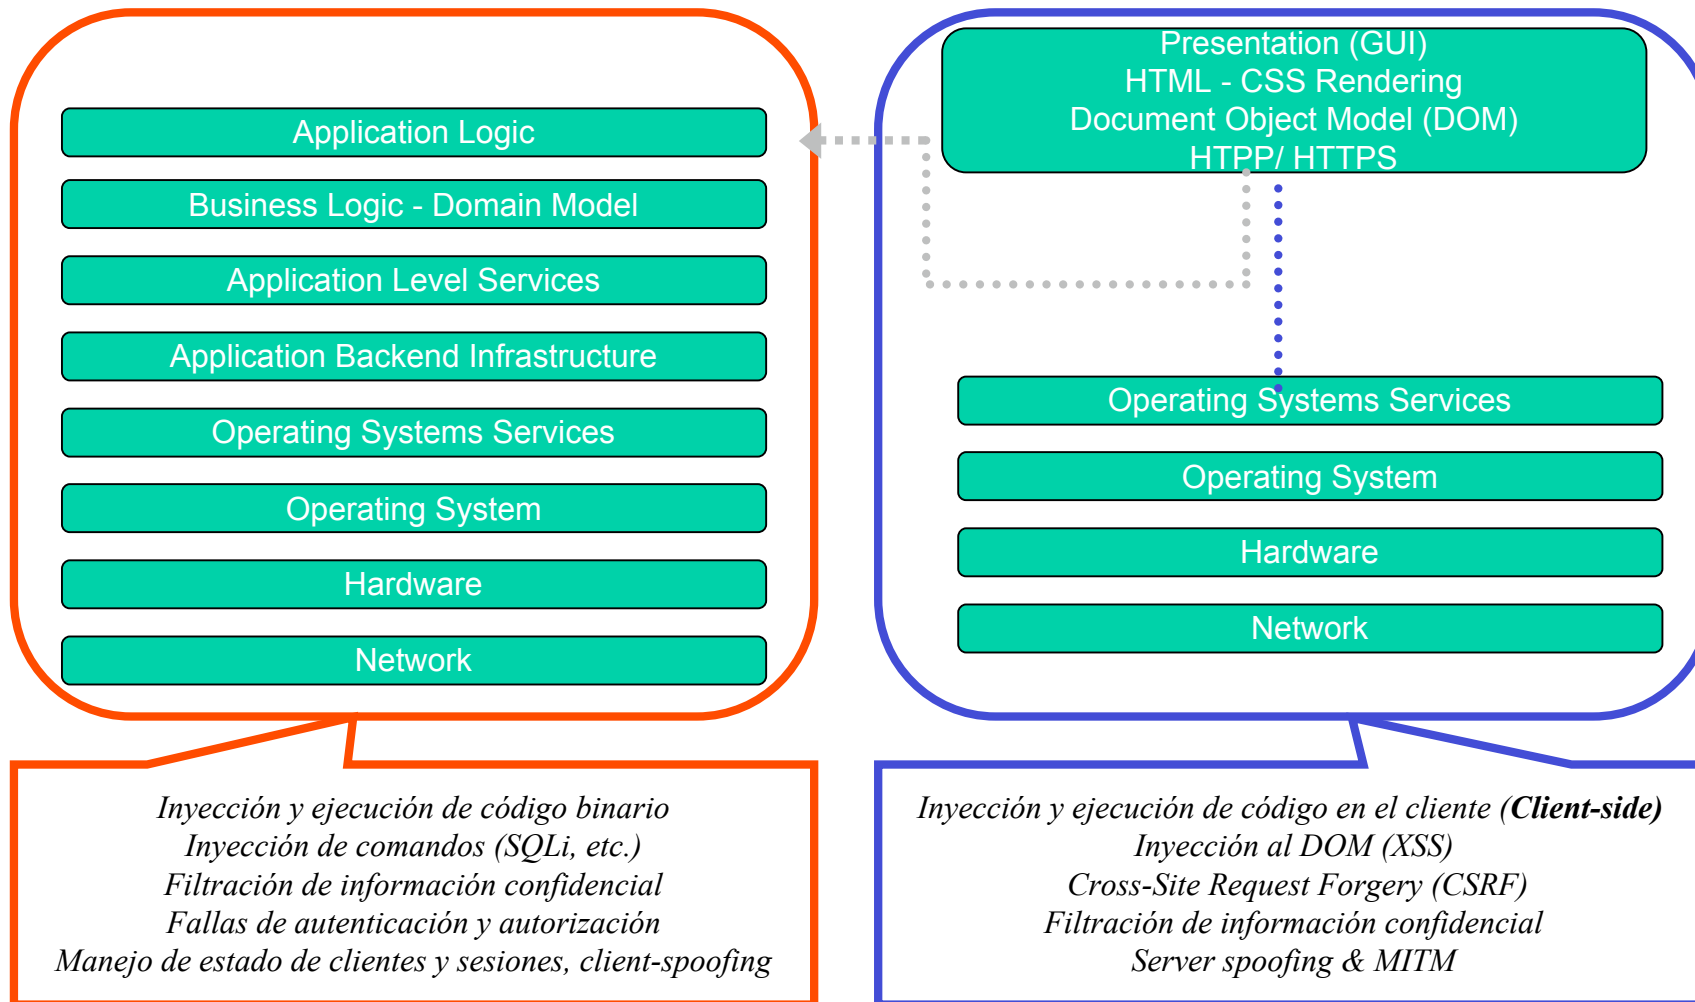 Application Logic
Business Logic - Domain Model
Application Level Services
Application Backend Infrastructure
Operating Systems Services
Operating System
Hardware
Network
Inyección y ejecución de código binario
Inyección de comandos (SQLi, etc.)
Filtración de información confidencial
Fallas de autenticación y autorización
Manejo de estado de clientes y sesiones, client-spoofing
Presentation (GUI)
HTML - CSS Rendering
Document Object Model (DOM)
HTPP/ HTTPS
Operating Systems Services
Operating System
Hardware
Network
Inyección y ejecución de código en el cliente (Client-side)
Inyección al DOM (XSS)
Cross-Site Request Forgery (CSRF)
Filtración de información confidencial
Server spoofing & MITM